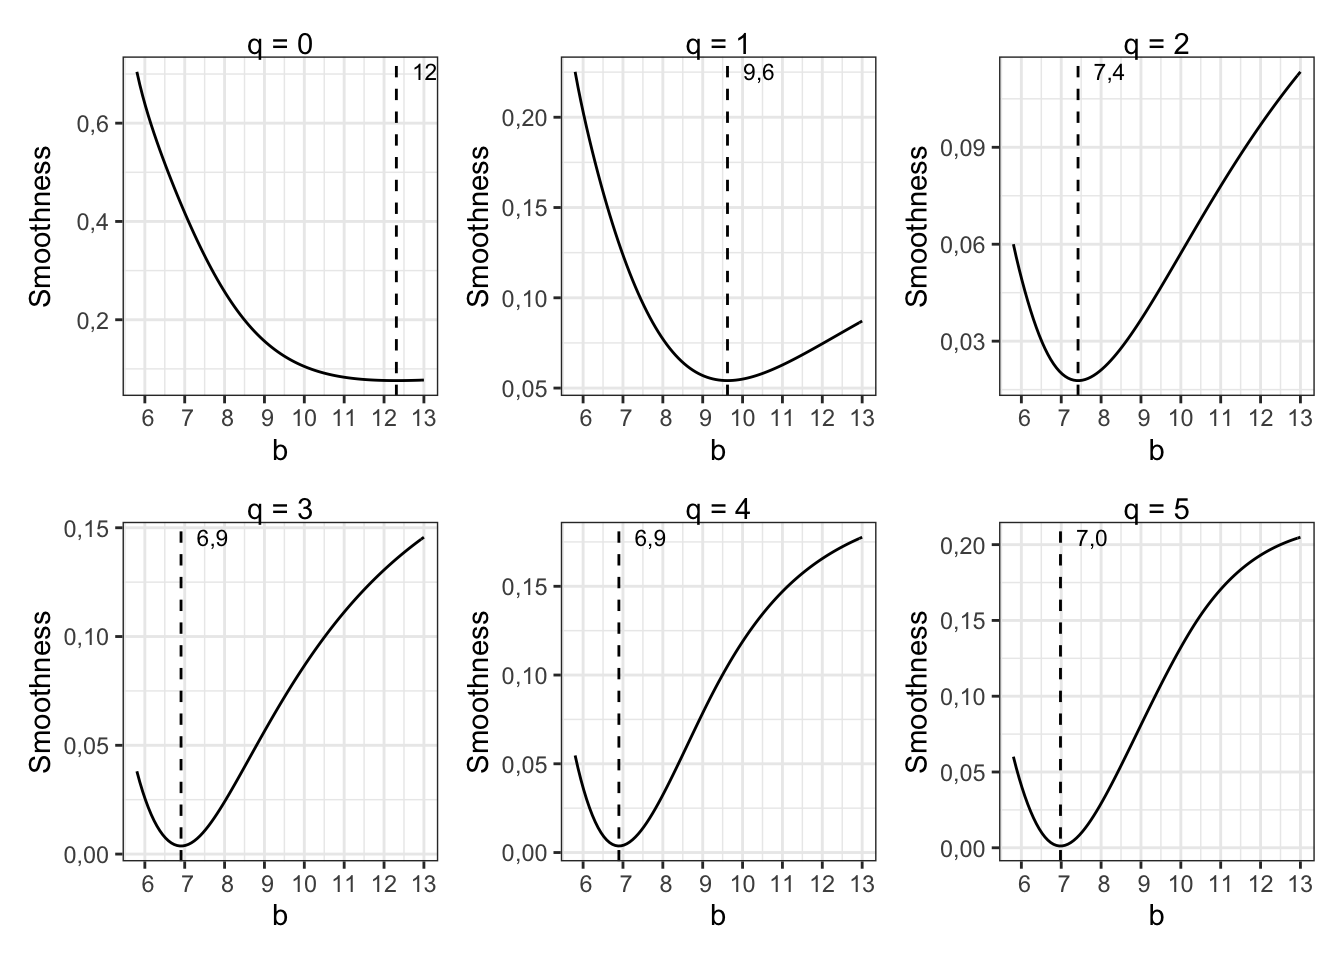 q = 0
12
Smoothness
0,6
0,4
0,2
6 7 8 9 10 11 12 13
b
q = 1
9,6
Smoothness
0,20
0,15
0,10
0,05
6 7 8 9 10 11 12 13
b
q = 2
7,4
Smoothness
0,09
0,06
0,03
6 7 8 9 10 11 12 13
b
q = 3
6,9
Smoothness
0,15
0,10
0,05
0,00
6 7 8 9 10 11 12 13
b
q = 4
6,9
Smoothness
0,15
0,10
0,05
0,00
6 7 8 9 10 11 12 13
b
q = 5
7,0
Smoothness
0,20
0,15
0,10
0,05
0,00
6 7 8 9 10 11 12 13
b